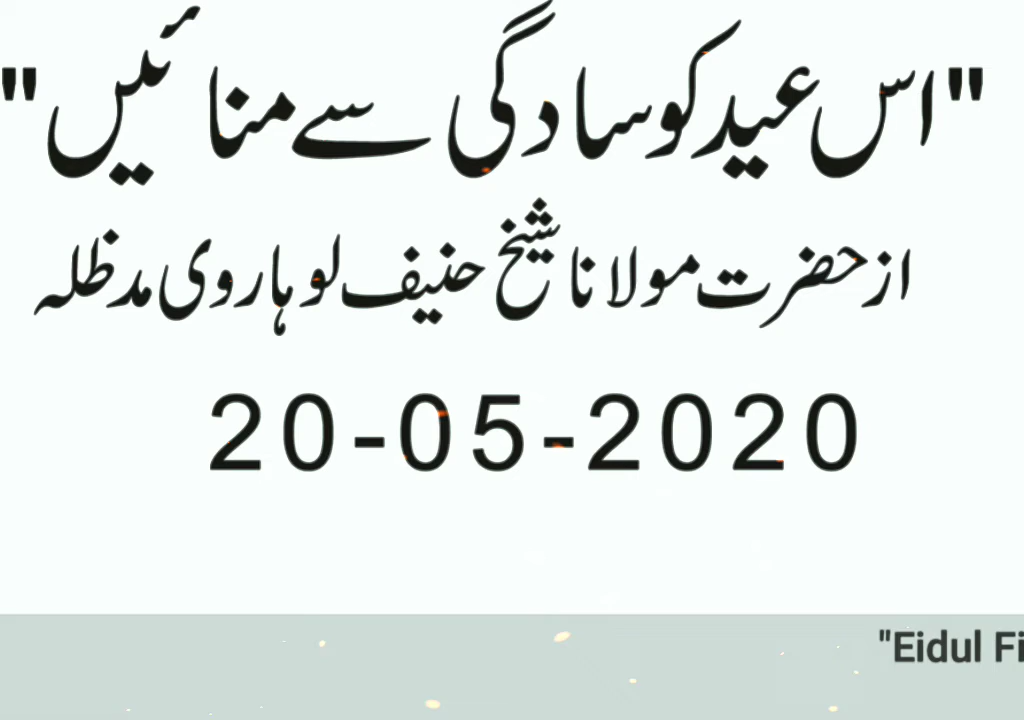 "اس عید کو سادگی سے منائیں"
از حضرت مولانا شیخ حنیف لوہاروی مدظلہ
20-05-2020
"Eidul Fi